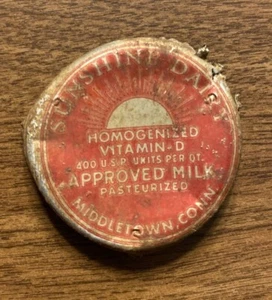 SUNSHINE DAIRY
HOMOGENIZED
VITAMIN-D
400 U.S.P. UNITS PER QT.
APPROVED MILK
PASTEURIZED
MIDDLETOWN, CONN.